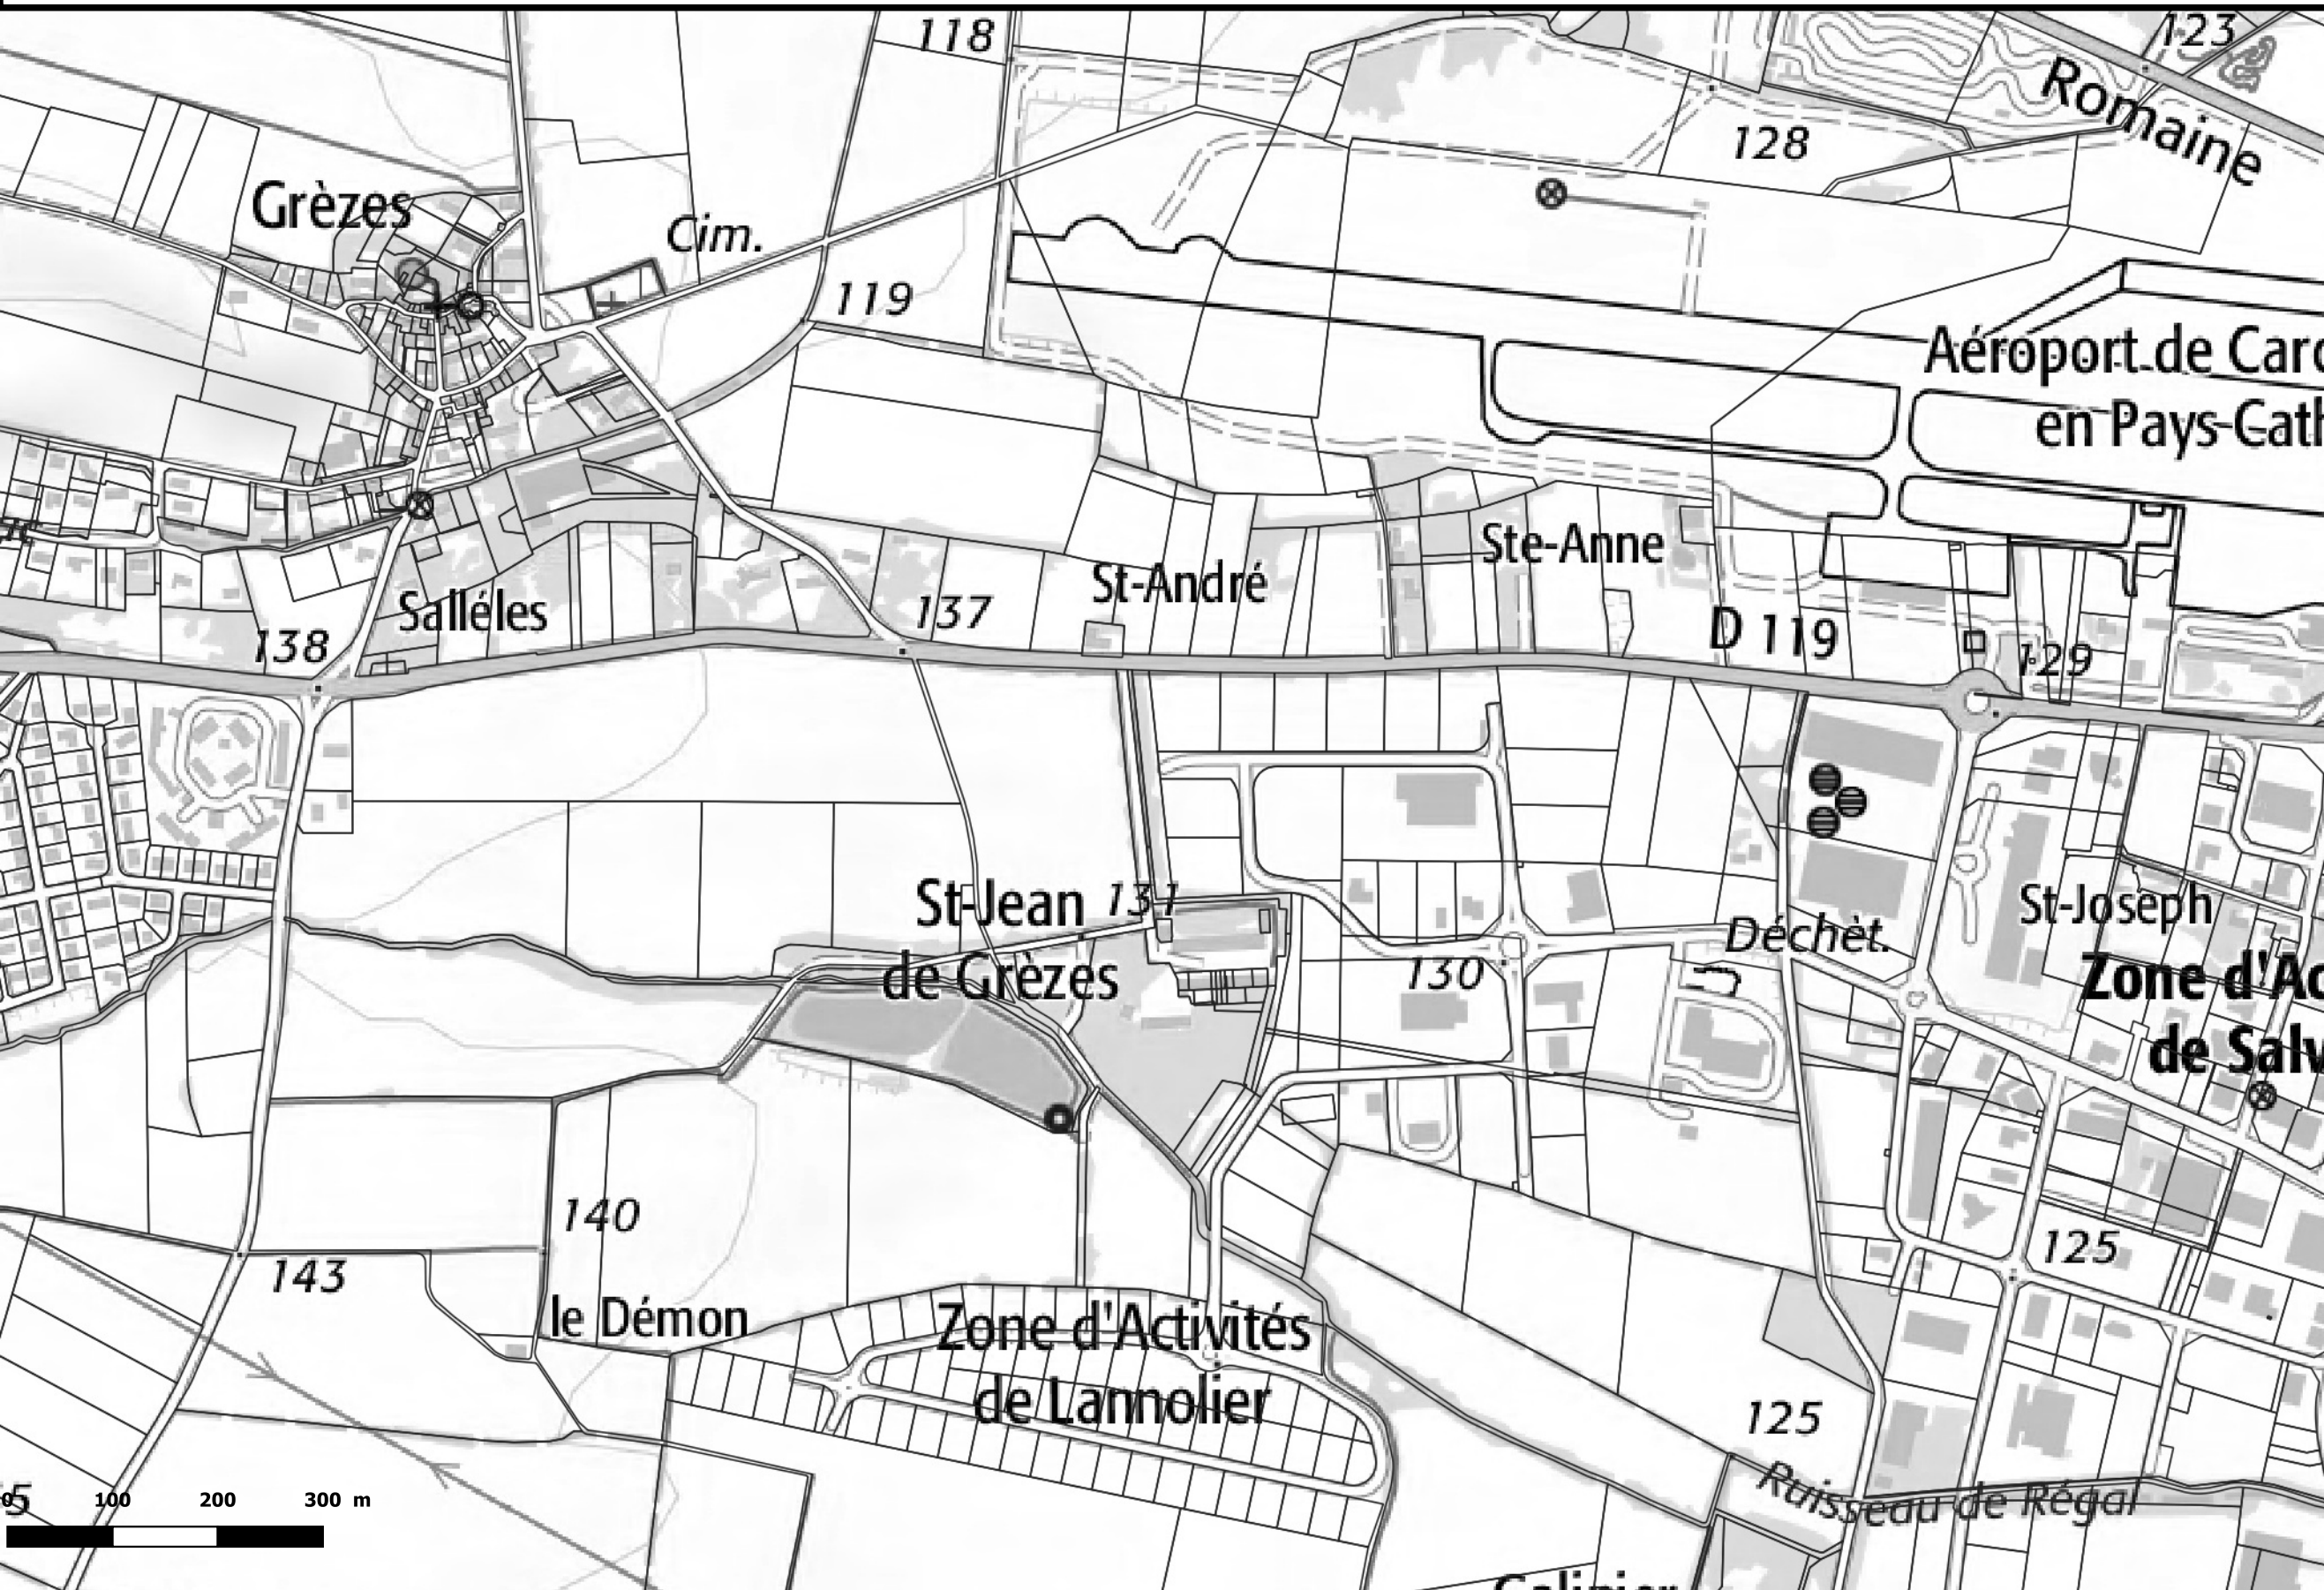 118
123
Romaine
128
Grèzes
Cim.
119
Aéroport de Carc
en Pays-Cath
Ste-Anne
St-André
Salléles
137
D 119
138
129
St-Jean
de Grèzes
131
St-Joseph
Déchèt.
130
Zone d'Ac
de Salv
140
143
125
le Démon
Zone d'Activités
de Lannolier
125
Ruisseau de Régal
0 100 200 300 m
5